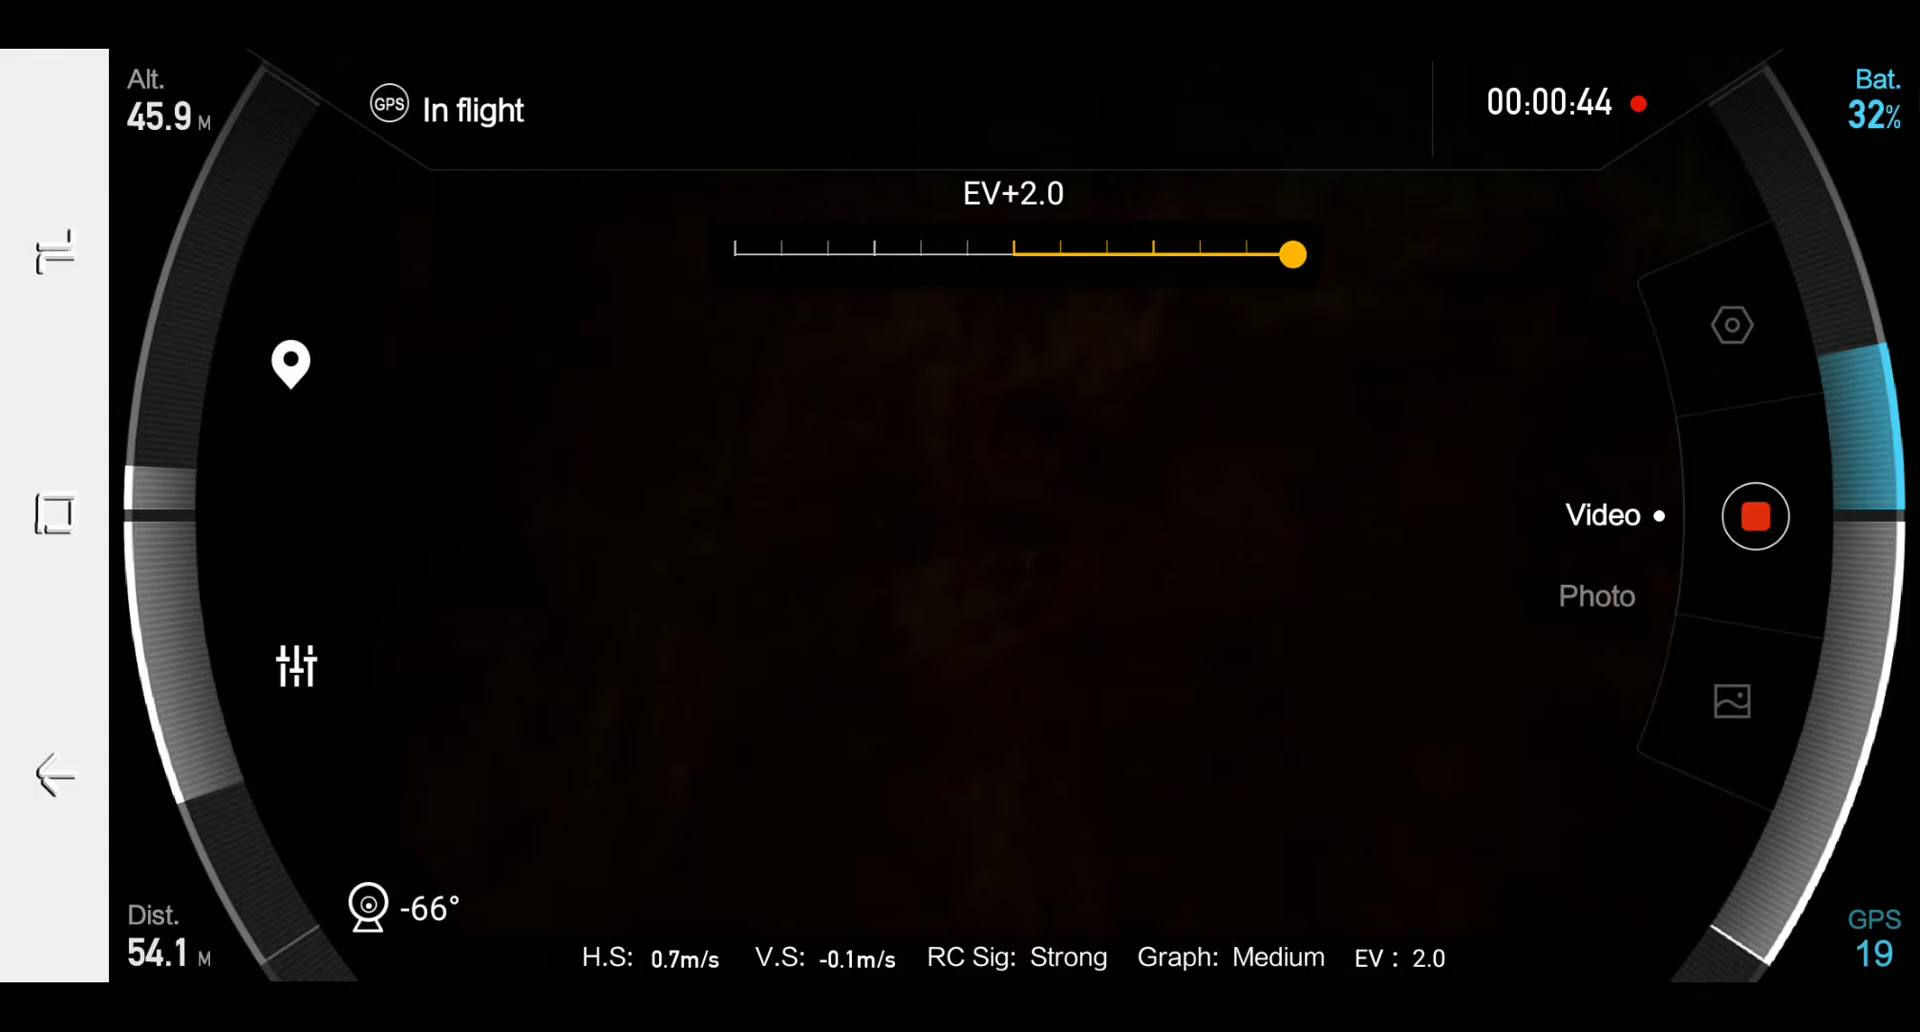 Alt.
45.9 M
GPS In flight
00:00:44
Bat.
32%
EV+2.0
Video
Photo
-66°
Dist.
54.1 M
H.S: 0.7m/s V.S: -0.1m/s RC Sig: Strong Graph: Medium EV : 2.0
GPS
19